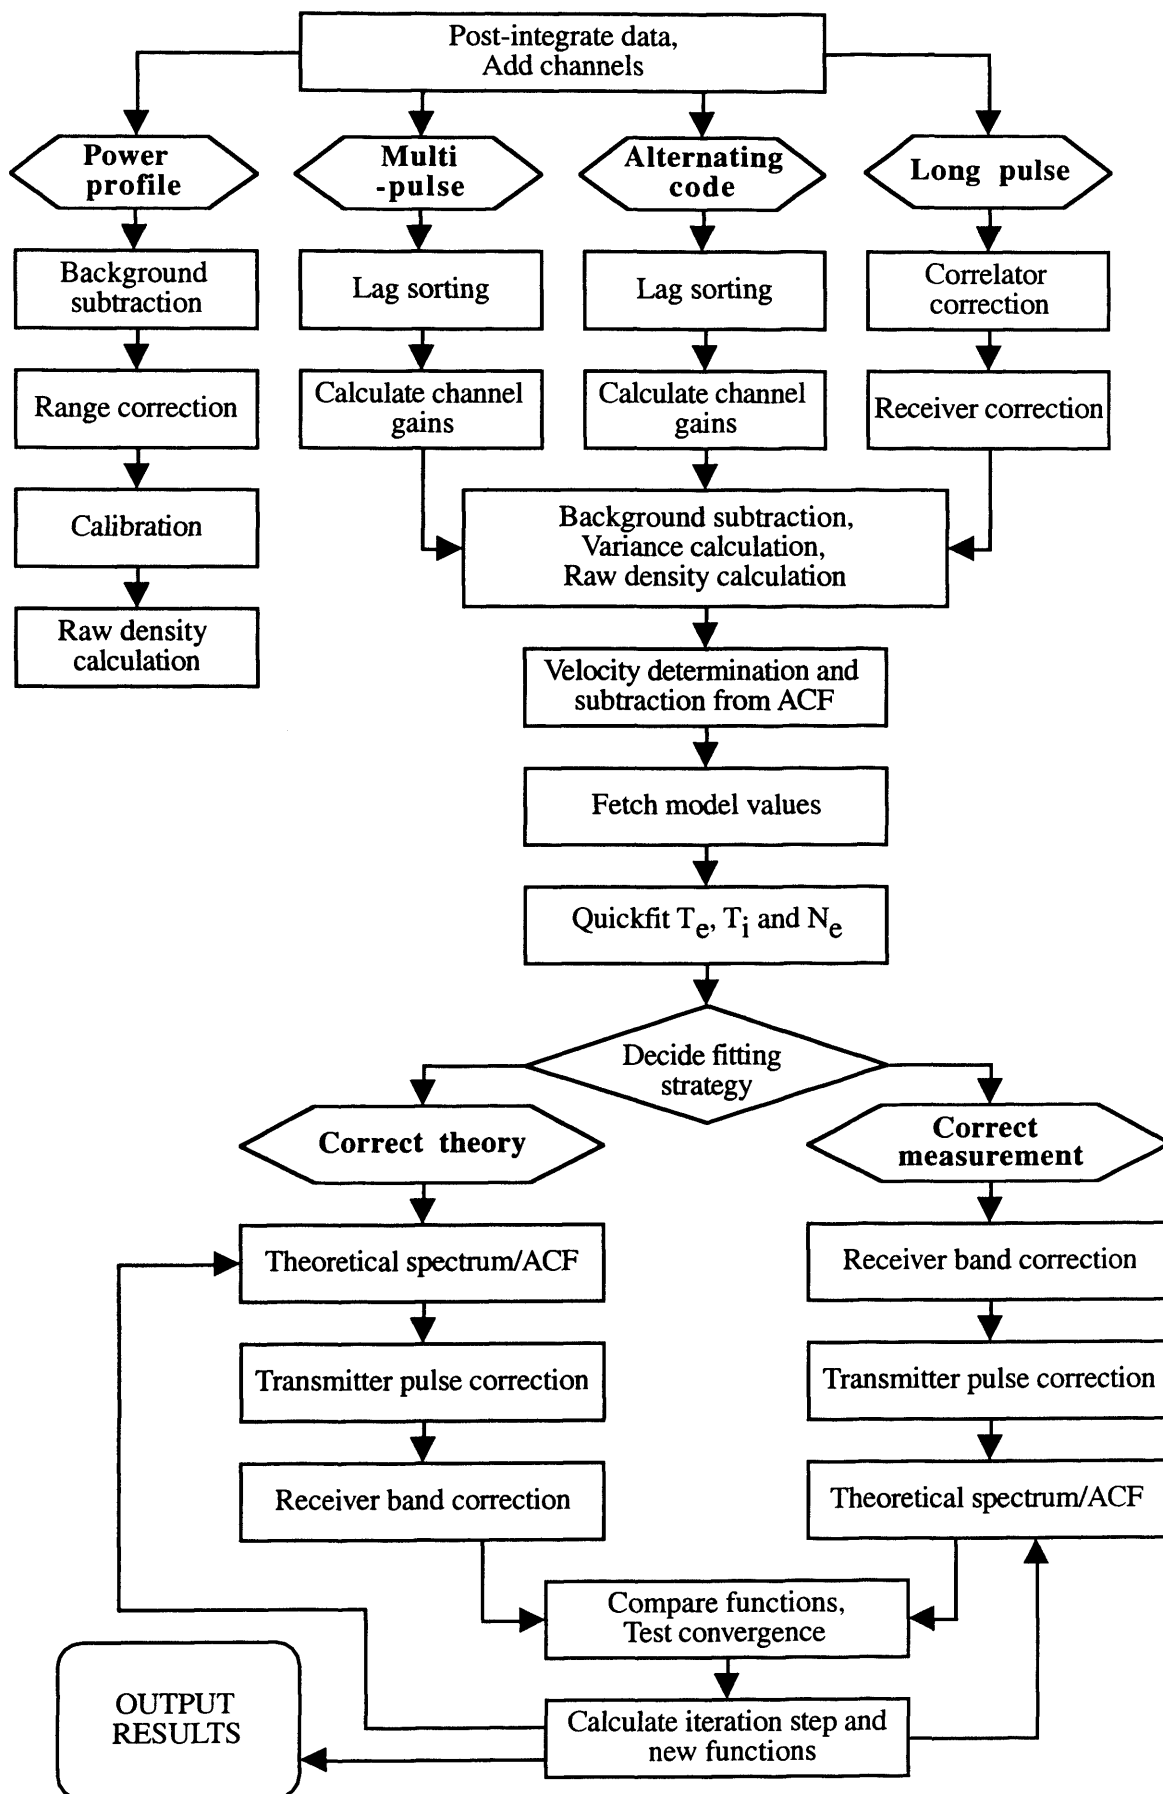 Post-integrate data,
Add channels
Power
profile
Multi
-pulse
Alternating
code
Long pulse
Background
subtraction
Lag sorting
Lag sorting
Correlator
correction
Range correction
Calculate channel
gains
Calculate channel
gains
Receiver correction
Calibration
Background subtraction,
Variance calculation,
Raw density calculation
Raw density
calculation
Velocity determination and
subtraction from ACF
Fetch model values
Quickfit Te, Ti and Ne
Decide fitting
strategy
Correct theory
Correct
measurement
Theoretical spectrum/ACF
Receiver band correction
Transmitter pulse correction
Transmitter pulse correction
Receiver band correction
Theoretical spectrum/ACF
Compare functions,
Test convergence
OUTPUT
RESULTS
Calculate iteration step and
new functions